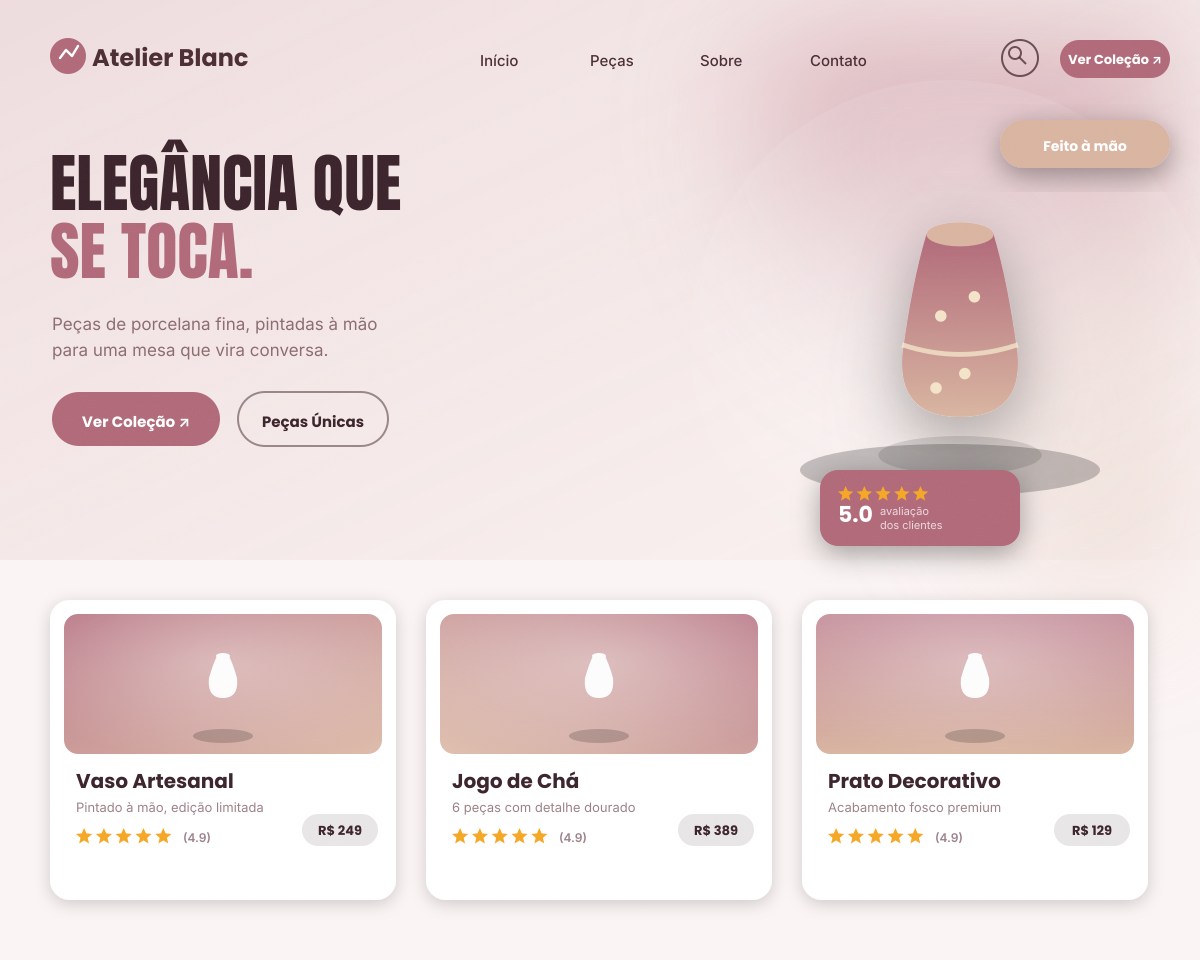 Atelier Blanc
Início
Peças
Sobre
Contato
Ver Coleção ↗
Feito à mão
ELEGÂNCIA QUE
SE TOCA.
Peças de porcelana fina, pintadas à mão
para uma mesa que vira conversa.
Ver Coleção ↗
Peças Únicas
5.0
avaliação
dos clientes
Vaso Artesanal
Pintado à mão, edição limitada
(4.9)
R$ 249
Jogo de Chá
6 peças com detalhe dourado
(4.9)
R$ 389
Prato Decorativo
Acabamento fosco premium
(4.9)
R$ 129